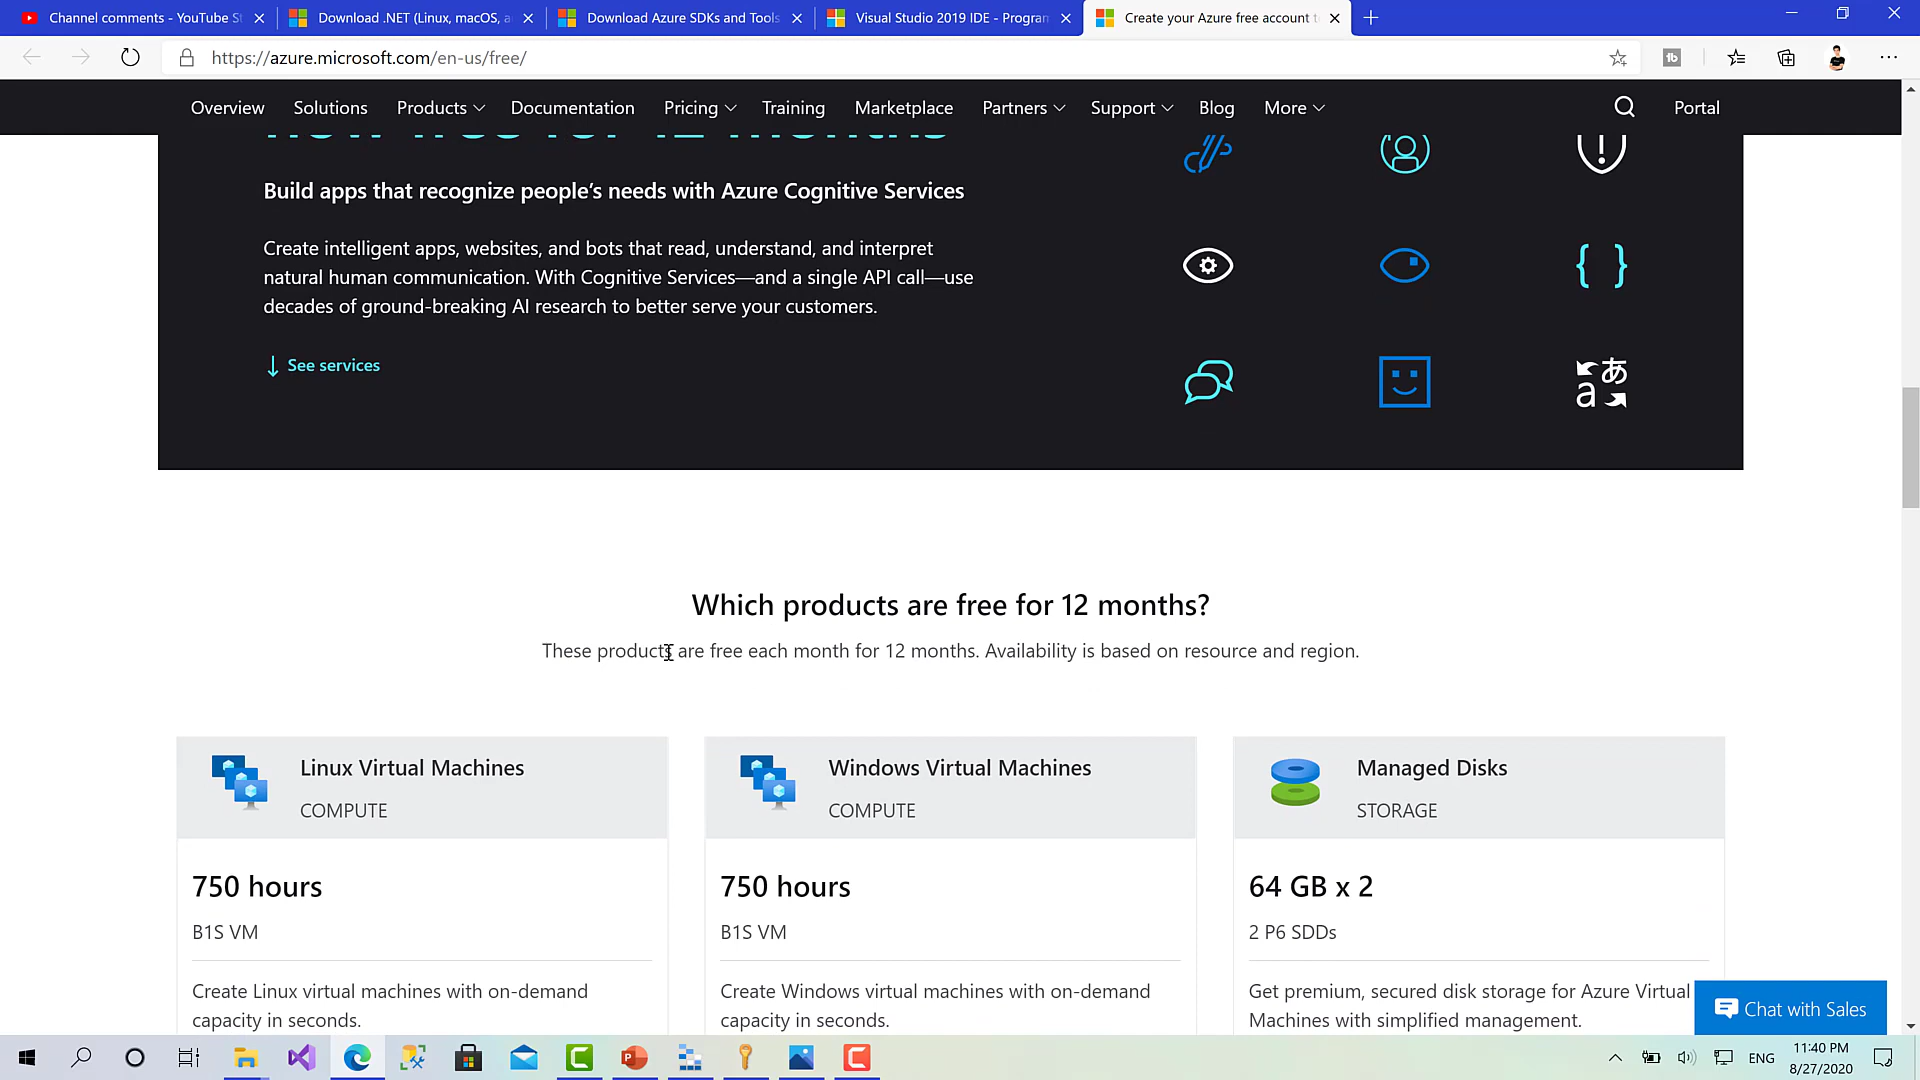 Channel comments - YouTube St
Download .NET (Linux, macOS, a
Download Azure SDKs and Tools
Visual Studio 2019 IDE - Program
Create your Azure free account t
https://azure.microsoft.com/en-us/free/
Overview
Solutions
Products
Documentation
Pricing
Training
Marketplace
Partners
Support
Blog
More
Portal
Build apps that recognize people's needs with Azure Cognitive Services
Create intelligent apps, websites, and bots that read, understand, and interpret
natural human communication. With Cognitive Services—and a single API call—use
decades of ground-breaking AI research to better serve your customers.
See services
a あ
Which products are free for 12 months?
These products are free each month for 12 months. Availability is based on resource and region.
Linux Virtual Machines
COMPUTE
750 hours
B1S VM
Create Linux virtual machines with on-demand
capacity in seconds.
Windows Virtual Machines
COMPUTE
750 hours
B1S VM
Create Windows virtual machines with on-demand
capacity in seconds.
Managed Disks
STORAGE
64 GB x 2
2 P6 SDDs
Get premium, secured disk storage for Azure Virtual
Machines with simplified management.
Chat with Sales
ENG
11:40 PM
8/27/2020